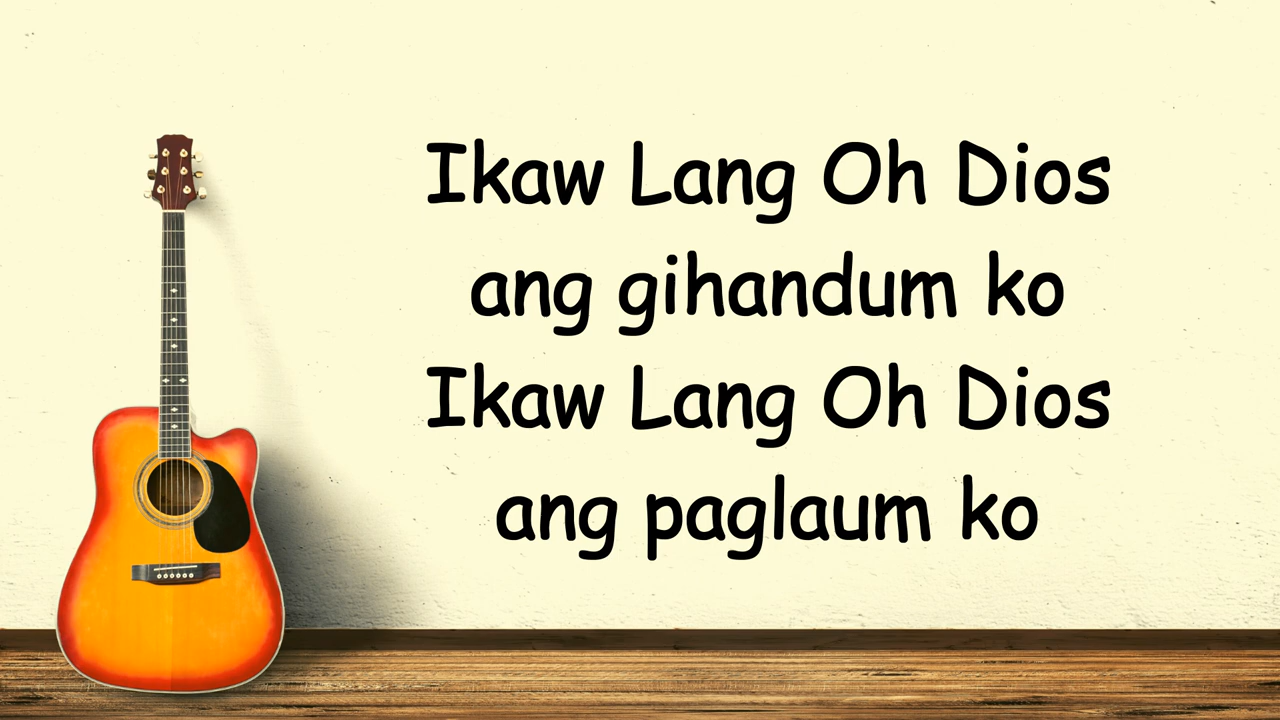 Ikaw Lang Oh Dios
ang gihandum ko
Ikaw Lang Oh Dios
ang paglaum ko